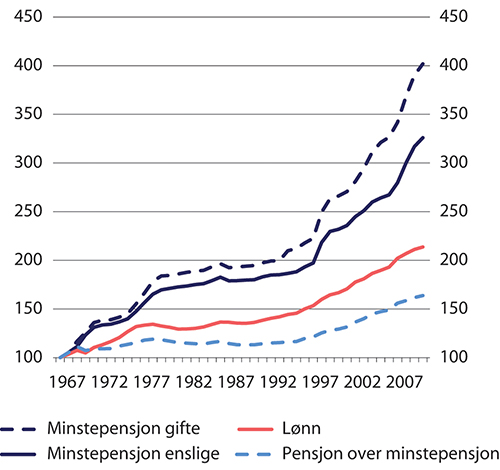 450 450
400 400
350 350
300 300
250 250
200 200
150 150
100 100
1967 1972 1977 1982 1987 1992 1997 2002 2007
Minstepensjon gifte Lønn
Minstepensjon enslige Pensjon over minstepensjon